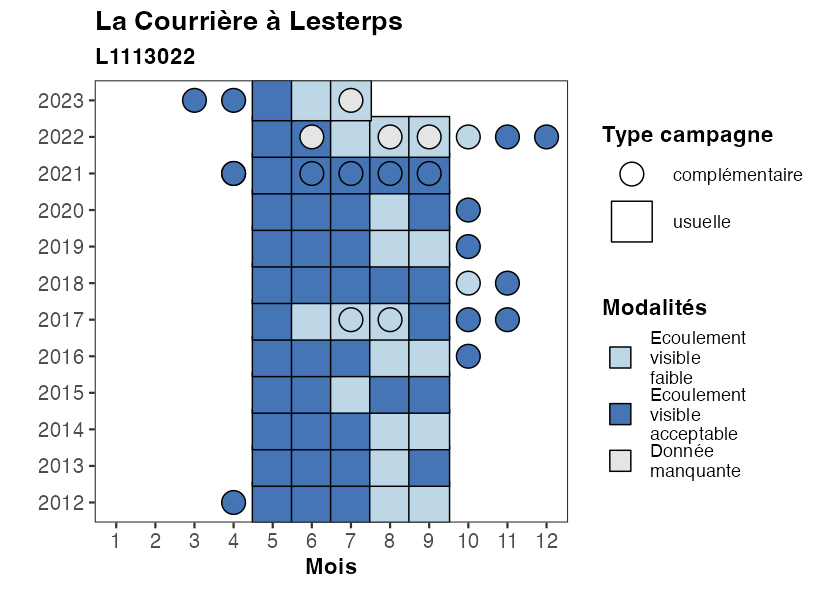 La Courrière à Lesterps
L1113022
2023
2022
2021
2020
2019
2018
2017
2016
2015
2014
2013
2012
1 2 3 4 5 6 7 8 9 10 11 12
Mois
Type campagne
complémentaire
usuelle
Modalités
Ecoulement
visible
faible
Ecoulement
visible
acceptable
Donnée
manquante